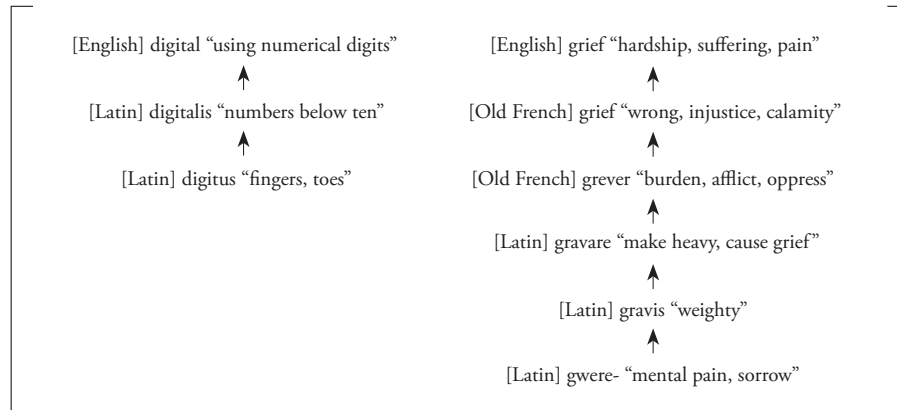 [English] digital “using numerical digits”
[Latin] digitalis “numbers below ten”
[Latin] digitus “fingers, toes”
[English] grief “hardship, suffering, pain”
[Old French] grief “wrong, injustice, calamity”
[Old French] grever “burden, afflict, oppress”
[Latin] gravare “make heavy, cause grief”
[Latin] gravis “weighty”
[Latin] gwere- “mental pain, sorrow”